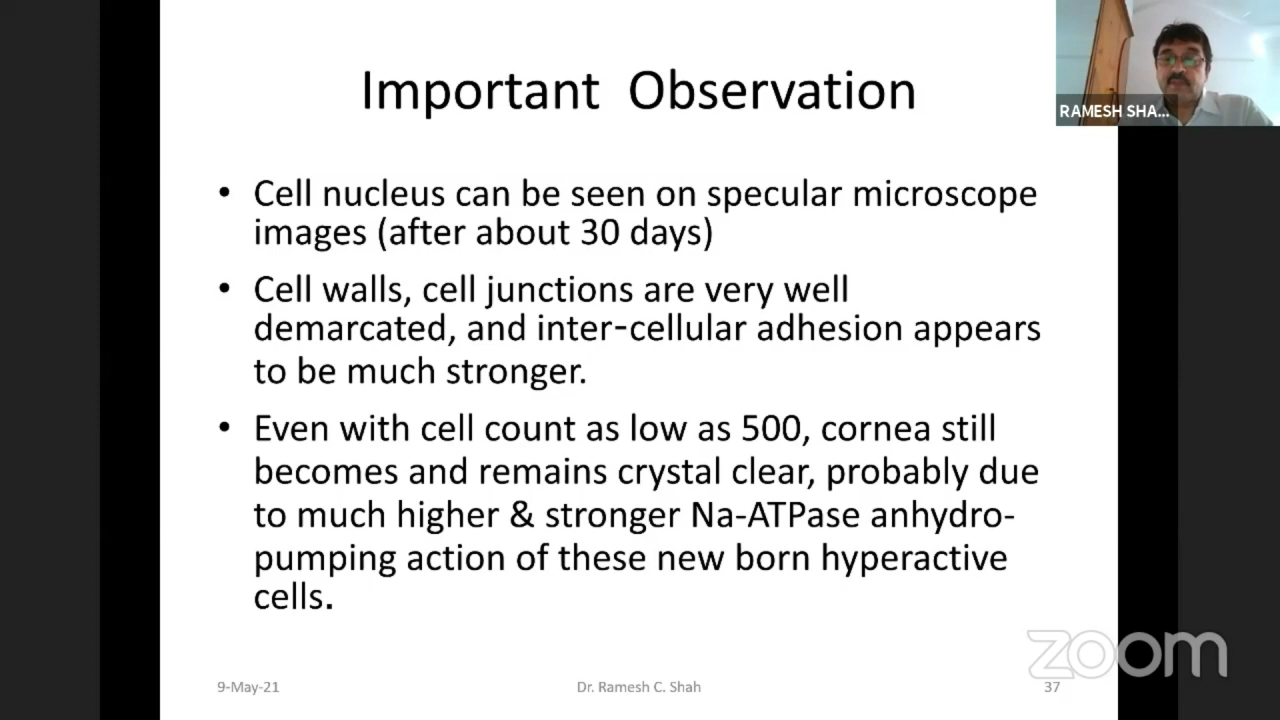 Important Observation
RAMESH SHA...
• Cell nucleus can be seen on specular microscope
images (after about 30 days)
• Cell walls, cell junctions are very well
demarcated, and inter-cellular adhesion appears
to be much stronger.
• Even with cell count as low as 500, cornea still
becomes and remains crystal clear, probably due
to much higher & stronger Na-ATPase anhydro-
pumping action of these new born hyperactive
cells.
zoom
9-May-21
Dr. Ramesh C. Shah
37